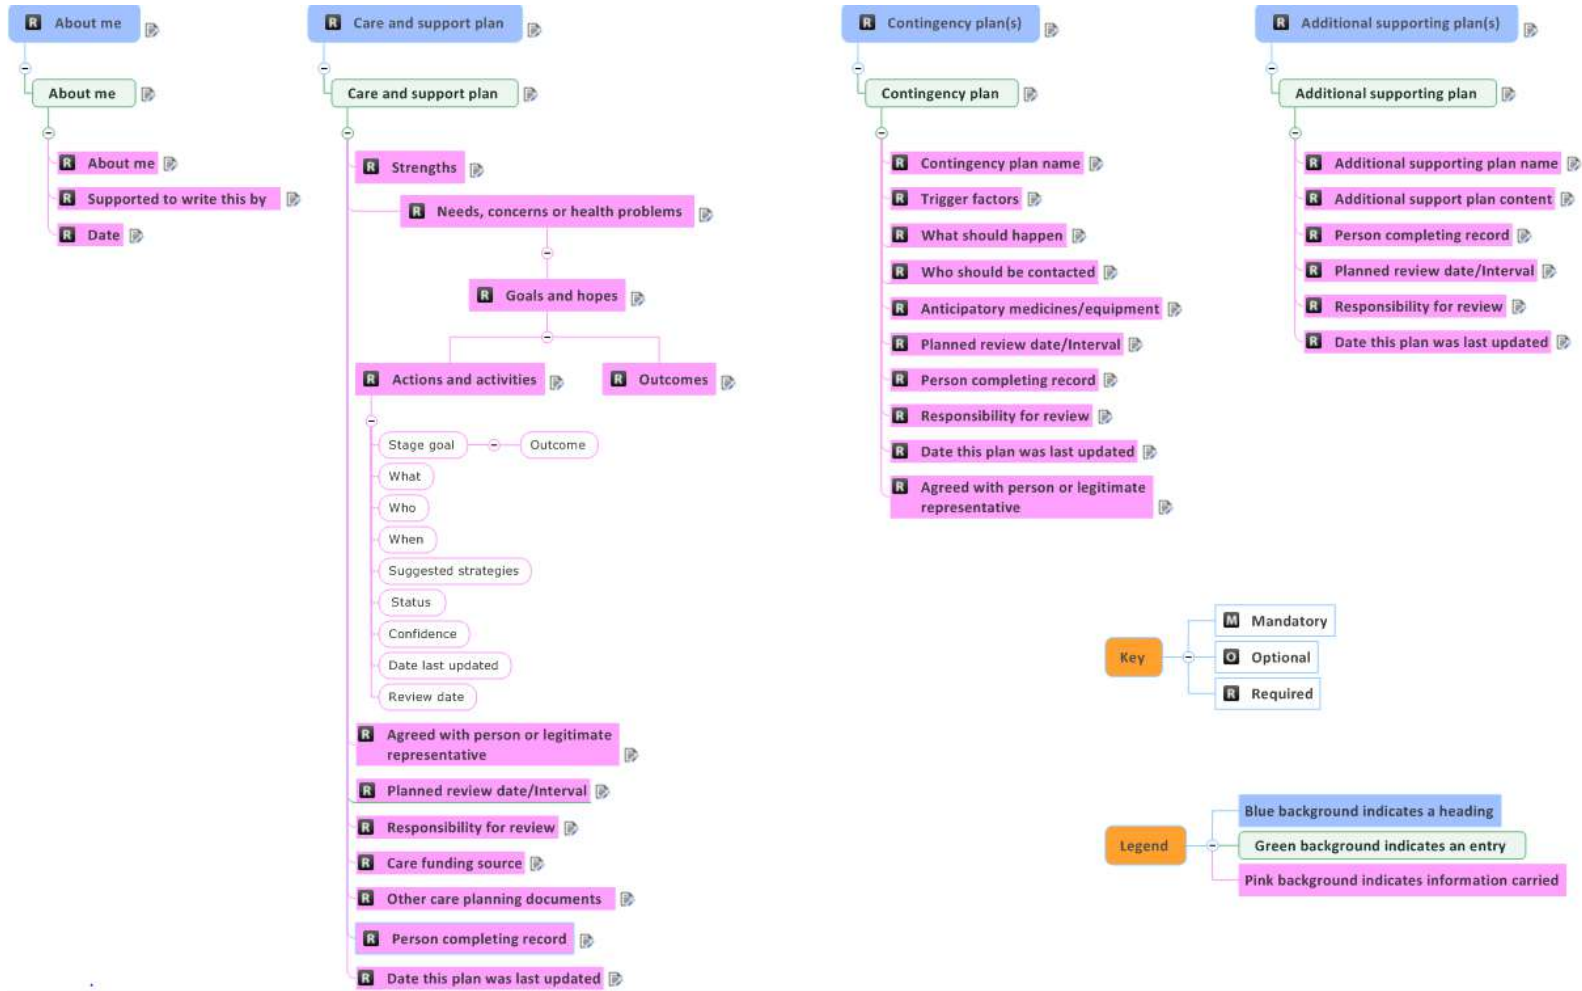 R About me
About me
R About me
R Supported to write this by
R Date
R Care and support plan
Care and support plan
R Strengths
R Needs, concerns or health problems
R Goals and hopes
R Actions and activities
R Outcomes
Stage goal
Outcome
What
Who
When
Suggested strategies
Status
Confidence
Date last updated
Review date
R Agreed with person or legitimate
representative
R Planned review date/Interval
R Responsibility for review
R Care funding source
R Other care planning documents
R Person completing record
R Date this plan was last updated
R Contingency plan(s)
Contingency plan
R Contingency plan name
R Trigger factors
R What should happen
R Who should be contacted
R Anticipatory medicines/equipment
R Planned review date/Interval
R Person completing record
R Responsibility for review
R Date this plan was last updated
R Agreed with person or legitimate
representative
R Additional supporting plan(s)
Additional supporting plan
R Additional supporting plan name
R Additional support plan content
R Person completing record
R Planned review date/Interval
R Responsibility for review
R Date this plan was last updated
Key
M Mandatory
O Optional
R Required
Legend
Blue background indicates a heading
Green background indicates an entry
Pink background indicates information carried